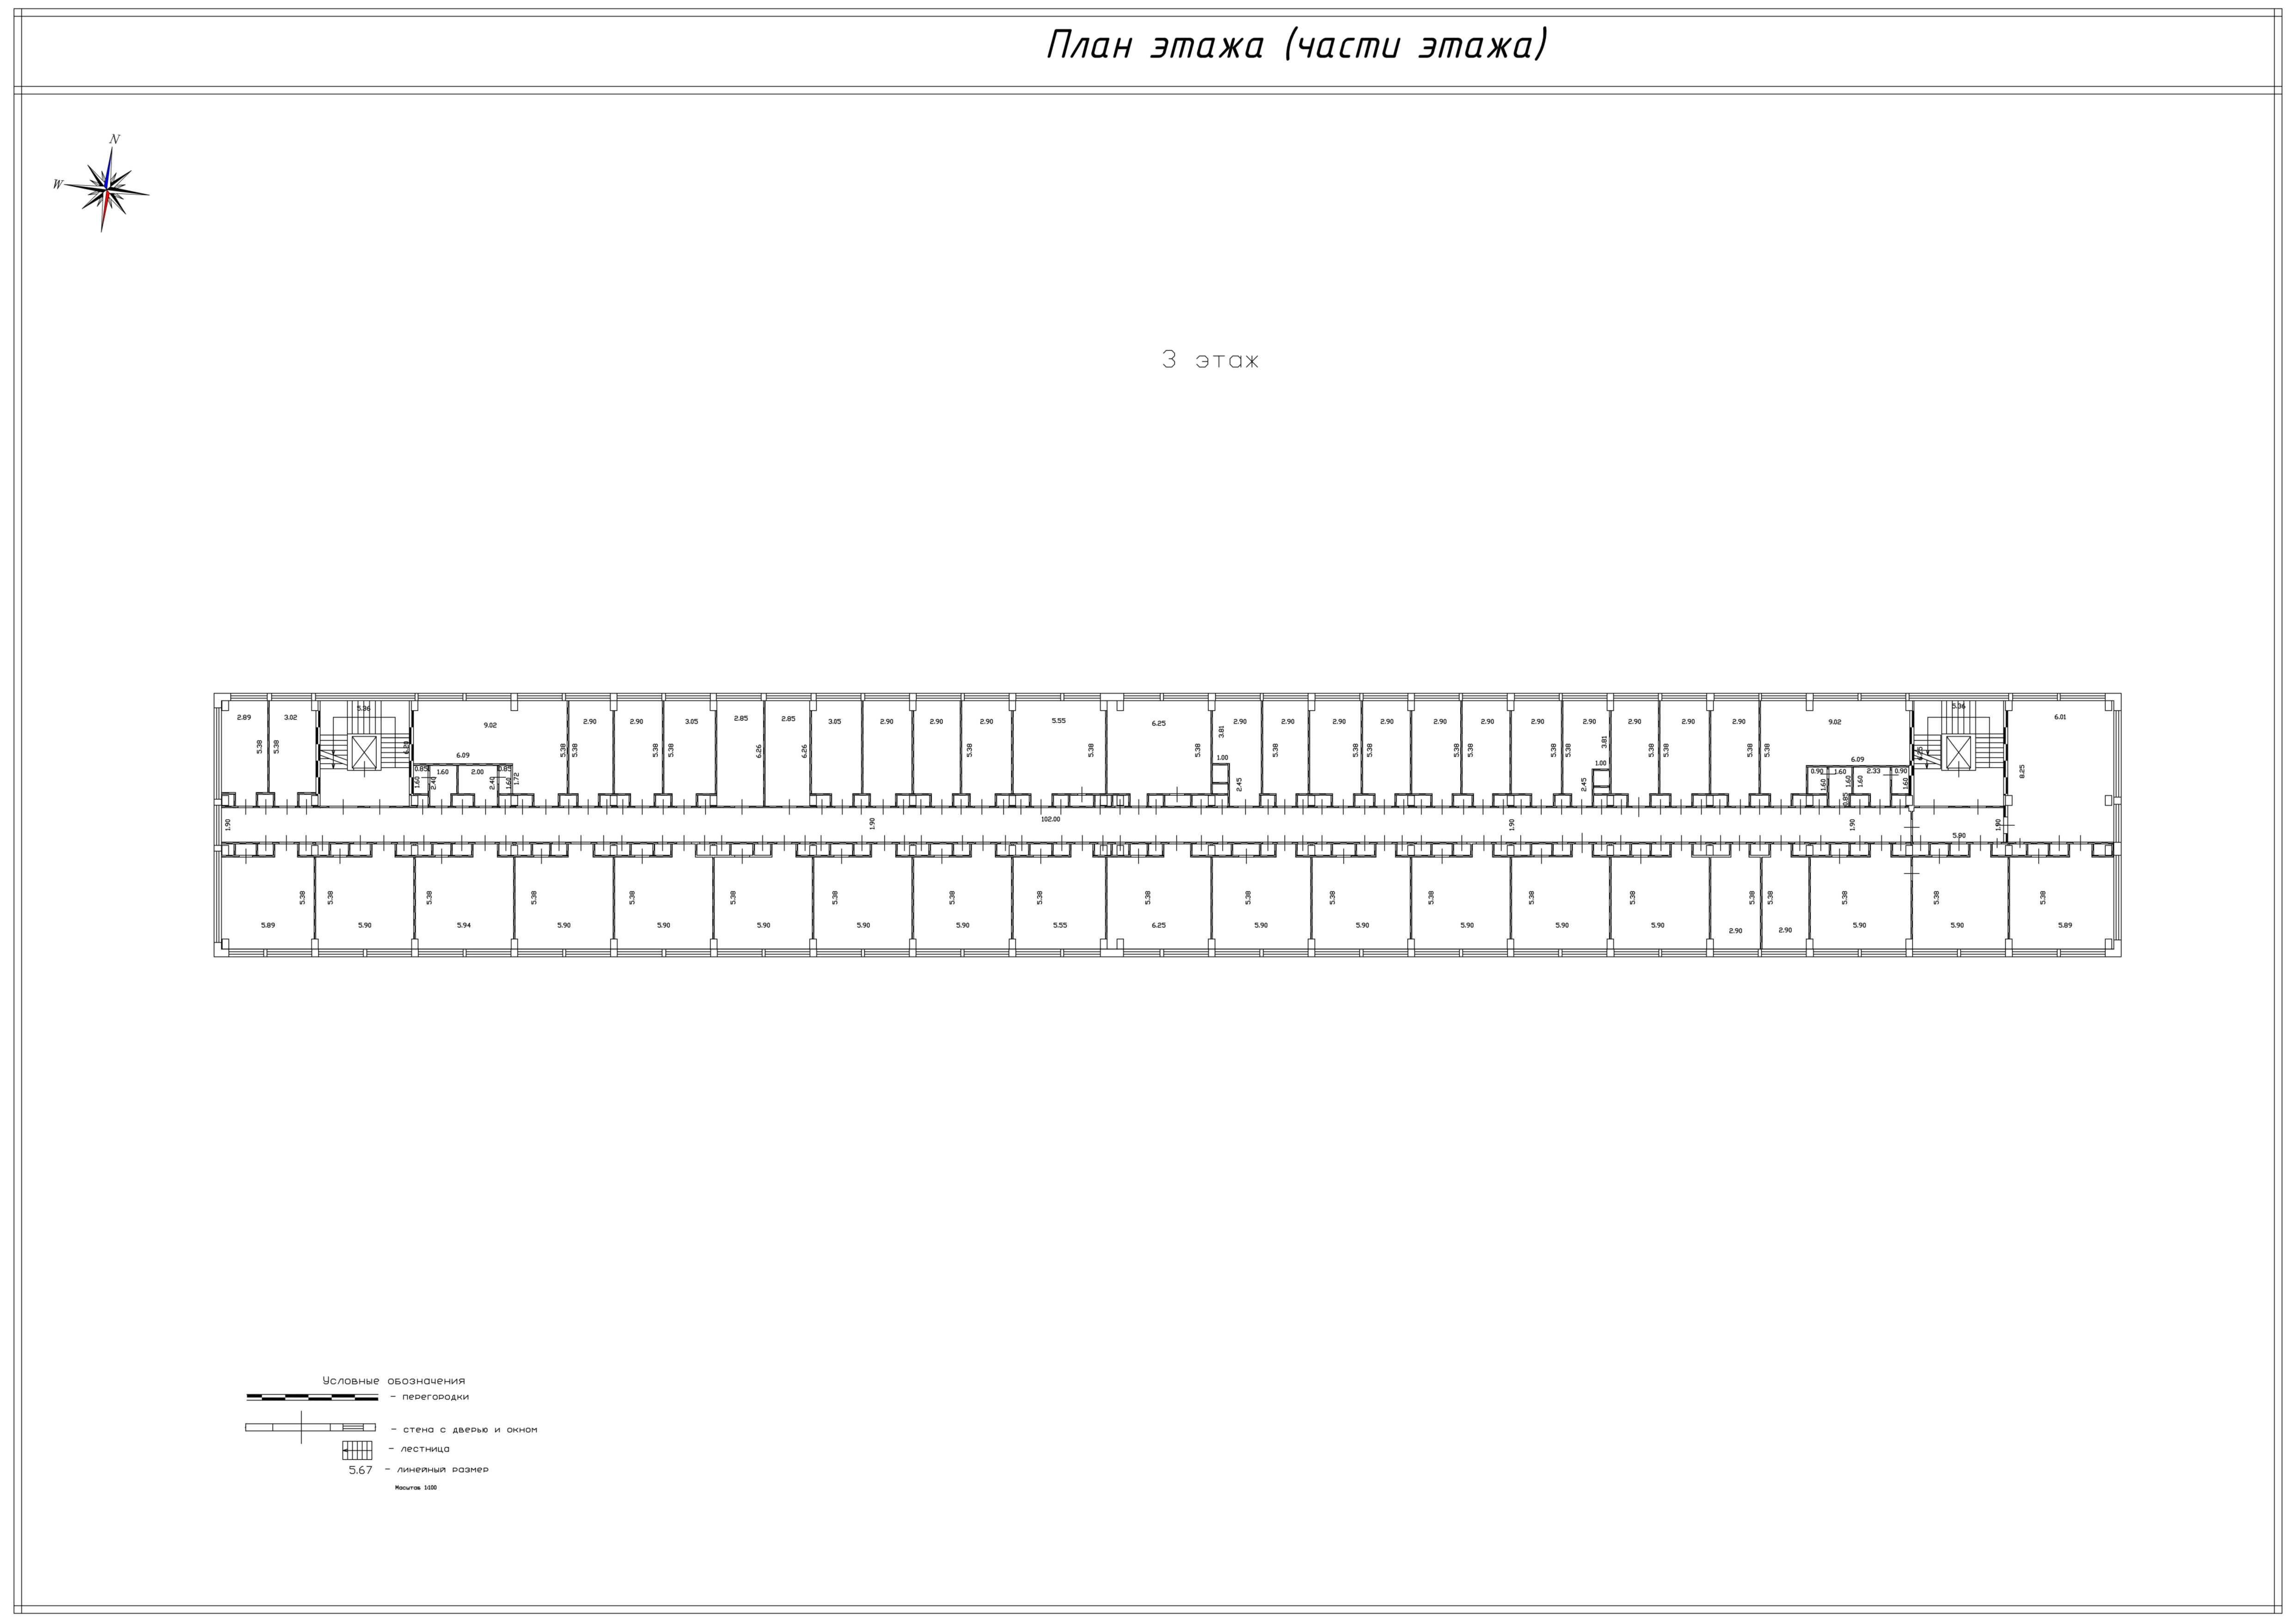 План этажа (части этажа)
N
W
3 этаж
5.36 5.36
2.89 3.02 9.02 2.90 2.90 3.05 2.85 2.85 3.05 2.90 2.90 2.90 5.55 6.25 2.90 2.90 2.90 2.90 2.90 2.90 2.90 2.90 2.90 2.90 2.90 9.02 6.01
3.81 3.81
5.38 5.38 6.28 5.38 5.38 5.38 5.38 6.26 6.26 5.38 5.38 5.38 5.38 5.38 5.38 5.38 5.38 5.38 5.38 5.38 5.38 5.38 5.38
6.09 1.00 1.00 6.09
0.85 1.60 2.00 0.85 0.90 1.60 2.33 0.90 8.25
1.60 2.40 2.40 1.60 1.72 2.45 2.45 1.60 1.60 1.60 1.60
0.85
1.90 1.90 102.00 1.90 1.90 5.90 1.90
5.38 5.38 5.38 5.38 5.38 5.38 5.38 5.38 5.38 5.38 5.38 5.38 5.38 5.38 5.38 5.38 5.38 5.38 5.38 5.38
5.89 5.90 5.94 5.90 5.90 5.90 5.90 5.90 5.55 6.25 5.90 5.90 5.90 5.90 5.90 2.90 2.90 5.90 5.90 5.89
Условные обозначения
- перегородки
- стена с дверью и окном
- лестница
5.67 - линейный размер
Масштаб 1:100